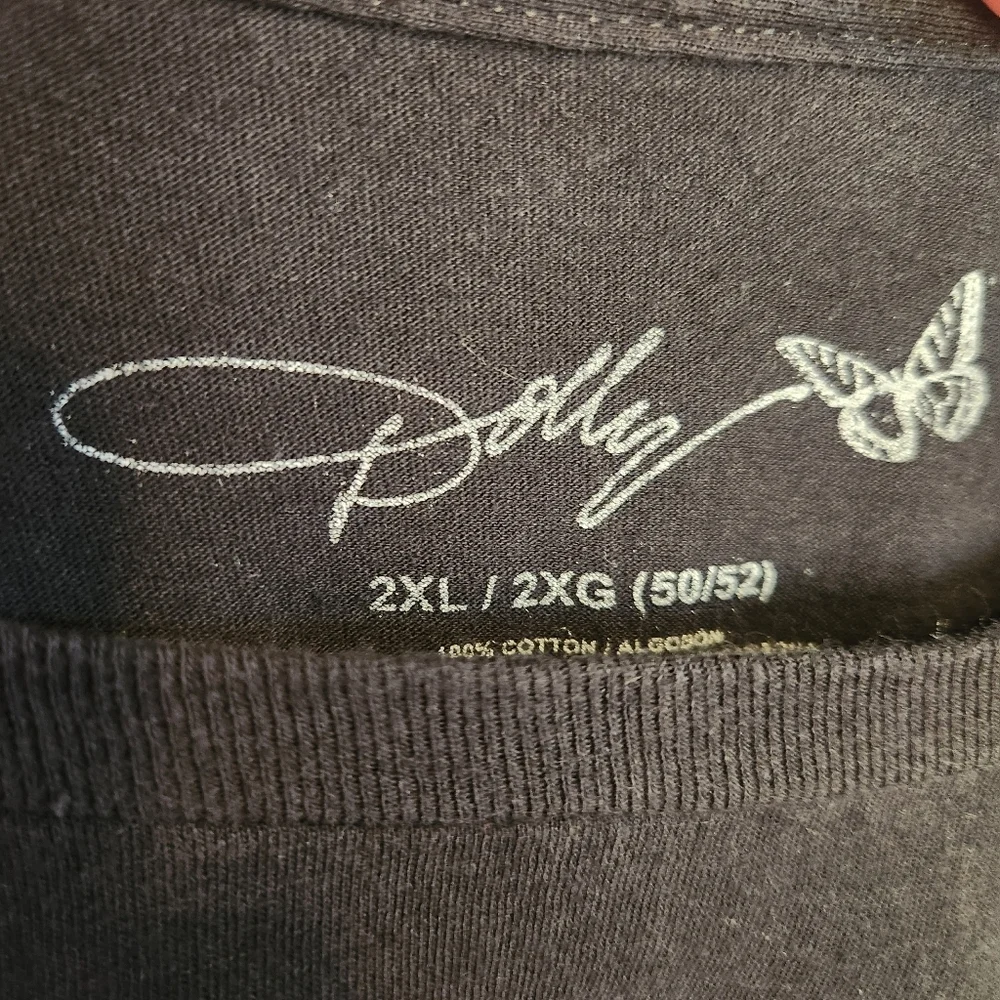 Dolly
2XL / 2XG (50/52)
100% COTTON / ALGODÓN